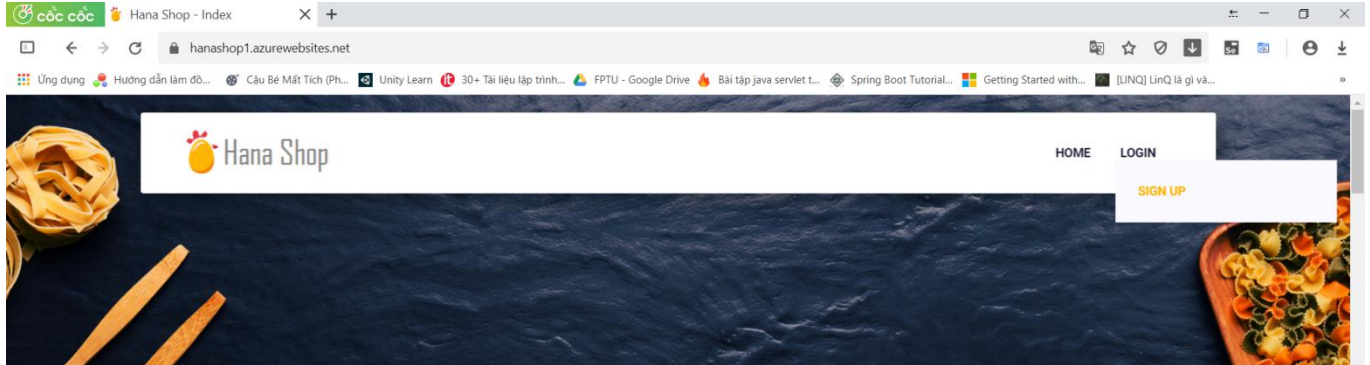 cốc cốc Hana Shop - Index
hanashop1.azurewebsites.net
Ứng dụng Hướng dẫn làm đồ... Cậu Bé Mất Tích (Ph... Unity Learn 30+ Tài liệu lập trình... FPTU - Google Drive Bài tập java servlet t... Spring Boot Tutorial... Getting Started with... [LINQ] LinQ là gì và... »
Hana Shop HOME LOGIN
SIGN UP